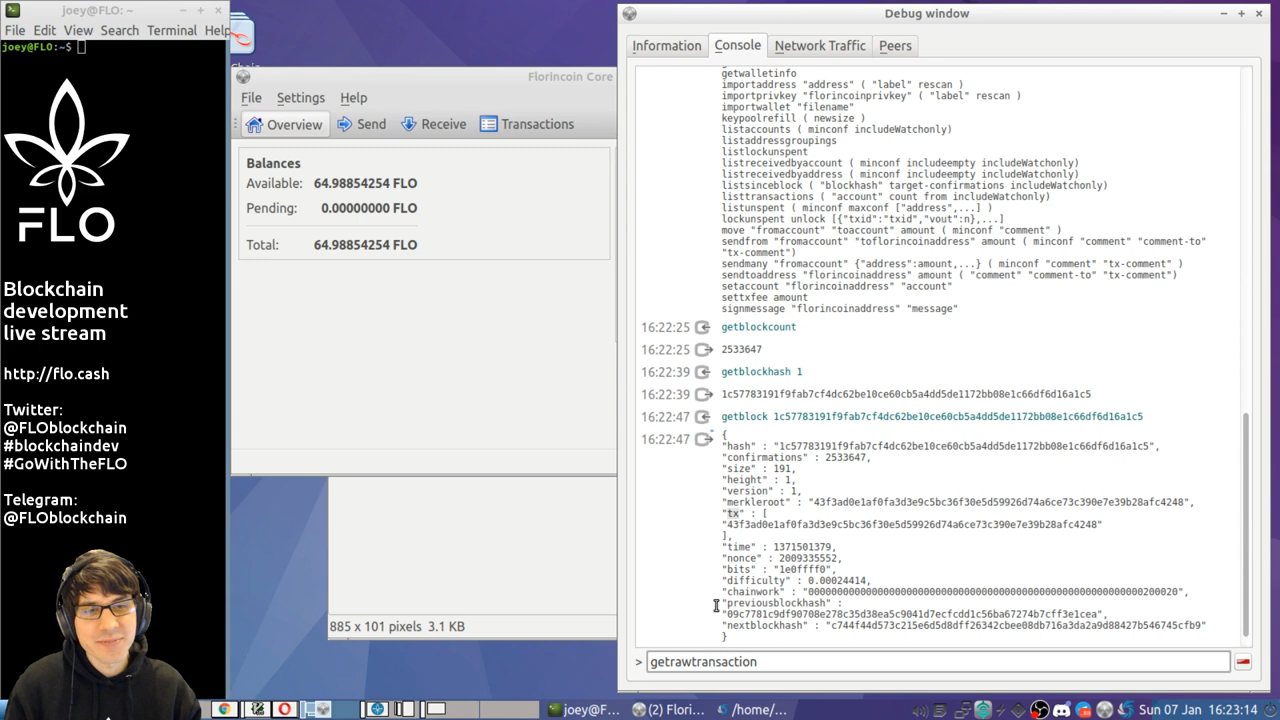 joey@FLO: ~
File Edit View Search Terminal Help
joey@FLO:~$
FLO
Blockchain
development
live stream
http://flo.cash
Twitter:
@FLOblockchain
#blockchaindev
#GoWithTheFLO
Telegram:
@FLOblockchain
Florincoin Core
File Settings Help
Overview Send Receive Transactions
Balances
Available: 64.98854254 FLO
Pending: 0.00000000 FLO
Total: 64.98854254 FLO
885 x 101 pixels 3.1 KB
Debug window
Information Console Network Traffic Peers
getwalletinfo
importaddress "address" ( "label" rescan )
importprivkey "florincoinprivkey" ( "label" rescan )
importwallet "filename"
keypoolrefill ( newsize )
listaccounts ( minconf includeWatchonly)
listaddressgroupings
listlockunspent
listreceivedbyaccount ( minconf includeempty includeWatchonly)
listreceivedbyaddress ( minconf includeempty includeWatchonly)
listsinceblock ( "blockhash" target-confirmations includeWatchonly)
listtransactions ( "account" count from includeWatchonly)
listunspent ( minconf maxconf ["address",...] )
lockunspent unlock [{"txid":"txid","vout":n},...]
move "fromaccount" "toaccount" amount ( minconf "comment" )
sendfrom "fromaccount" "toflorincoinaddress" amount ( minconf "comment" "comment-to"
"tx-comment")
sendmany "fromaccount" {"address":amount,...} ( minconf "comment" "tx-comment" )
sendtoaddress "florincoinaddress" amount ( "comment" "comment-to" "tx-comment")
setaccount "florincoinaddress" "account"
settxfee amount
signmessage "florincoinaddress" "message"
16:22:25 getblockcount
16:22:25 2533647
16:22:39 getblockhash 1
16:22:39 1c57783191f9fab7cf4dc62be10ce60cb5a4dd5de1172bb08e1c66df6d16a1c5
16:22:47 getblock 1c57783191f9fab7cf4dc62be10ce60cb5a4dd5de1172bb08e1c66df6d16a1c5
16:22:47 {
"hash" : "1c57783191f9fab7cf4dc62be10ce60cb5a4dd5de1172bb08e1c66df6d16a1c5",
"confirmations" : 2533647,
"size" : 191,
"height" : 1,
"version" : 1,
"merkleroot" : "43f3ad0e1af0fa3d3e9c5bc36f30e5d59926d74a6ce73c390e7e39b28afc4248",
"tx" : [
"43f3ad0e1af0fa3d3e9c5bc36f30e5d59926d74a6ce73c390e7e39b28afc4248"
],
"time" : 1371501379,
"nonce" : 2009335552,
"bits" : "1e0ffff0",
"difficulty" : 0.00024414,
"chainwork" : "0000000000000000000000000000000000000000000000000000000000200020",
"previousblockhash" :
"09c7781c9df90708e278c35d38ea5c9041d7ecfcdd1c56ba67274b7cff3e1cea",
"nextblockhash" : "c744f44d573c215e6d5d8dff26342cbee08db716a3da2a9d88427b546745cfb9"
}
> getrawtransaction
joey@F... (2) Flori... /home/... Sun 07 Jan 16:23:14